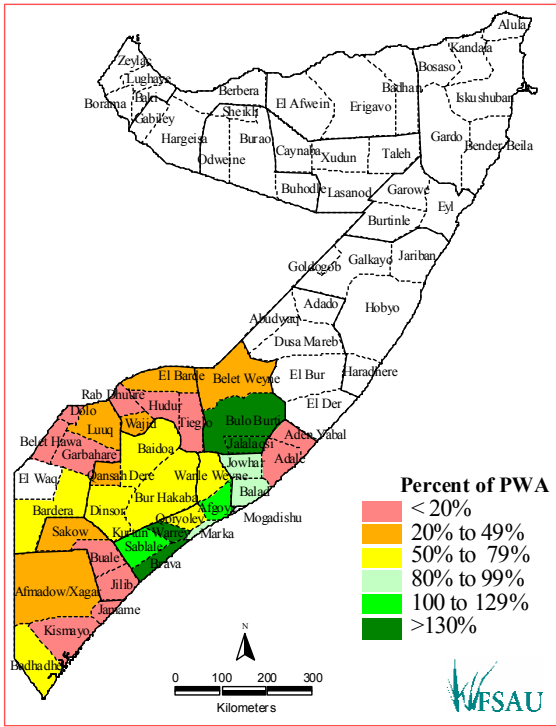 Alula
Kandala
Bosaso
Zeylac
Lughaye
Iskushuban
Badhan
Berbera
El Afwein
Baki
Borama
Sheikh
Erigavo
Gabiley
Gardo
Bender Beila
Hargeisa
Burao
Caynaba
Xudun
Taleh
Odweine
Buhodle
Lasanod
Garowe
Eyl
Burtinle
Galkayo
Jariban
Goldogob
Adado
Hobyo
Abudwaq
Dusa Mareb
El Barde
Belet Weyne
El Bur
Haradhere
Rab Dhuure
Hudur
El Der
Dolo
Luuq
Wajid
Tieglo
Bulo Burti
Belet Hawa
Aden Yabal
Garbahare
Baidoa
Jalalaqsi
El Waq
Qansah Dere
Wanle Weyne
Jowhar
Adale
Bardera
Dinsor
Bur Hakaba
Balad
Afgoy
Mogadishu
Qoryoley
Sakow
Kurtun Warrey
Marka
Sablale
Buale
Brava
Jilib
Afmadow/Xagar
Jamame
Kismayo
Badhadhe
Percent of PWA
< 20%
20% to 49%
50% to 79%
80% to 99%
100 to 129%
>130%
N
0 100 200 300
Kilometers
FSAU